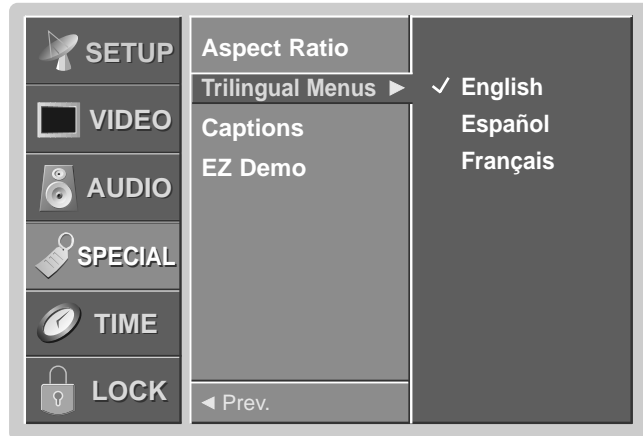 SETUP
VIDEO
AUDIO
SPECIAL
TIME
LOCK
Aspect Ratio
Trilingual Menus ►
Captions
EZ Demo
◄ Prev.
✓ English
Español
Français